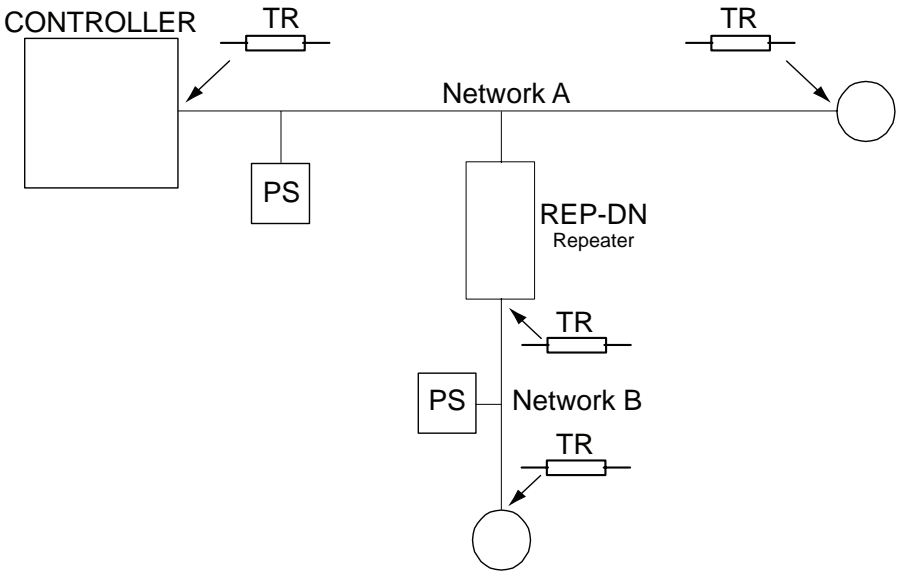 CONTROLLER
TR
TR
Network A
PS
REP-DN
Repeater
TR
PS
Network B
TR